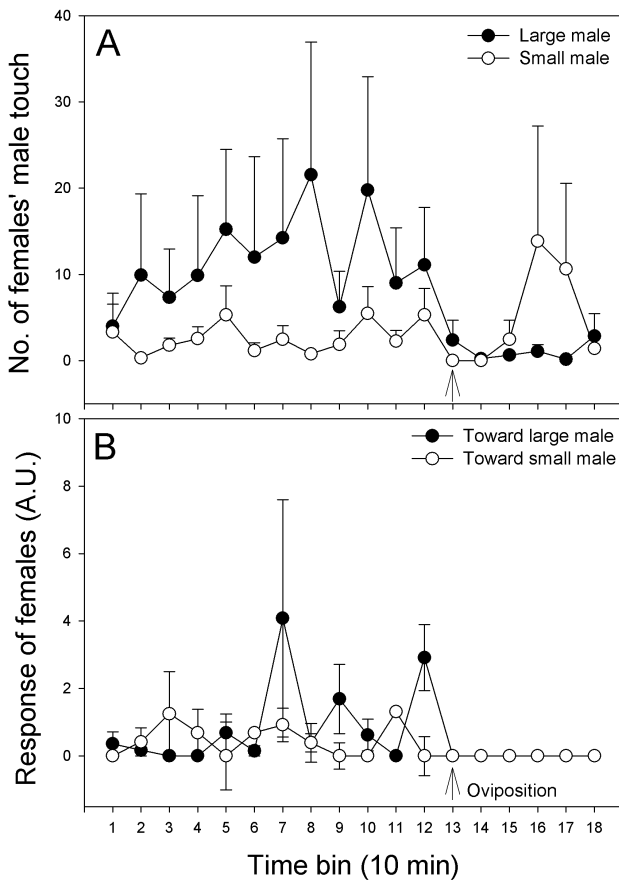 A
Large male
Small male
No. of females' male touch
40
30
20
10
0
B
Toward large male
Toward small male
Response of females (A.U.)
10
8
6
4
2
0
Oviposition
1 2 3 4 5 6 7 8 9 10 11 12 13 14 15 16 17 18
Time bin (10 min)